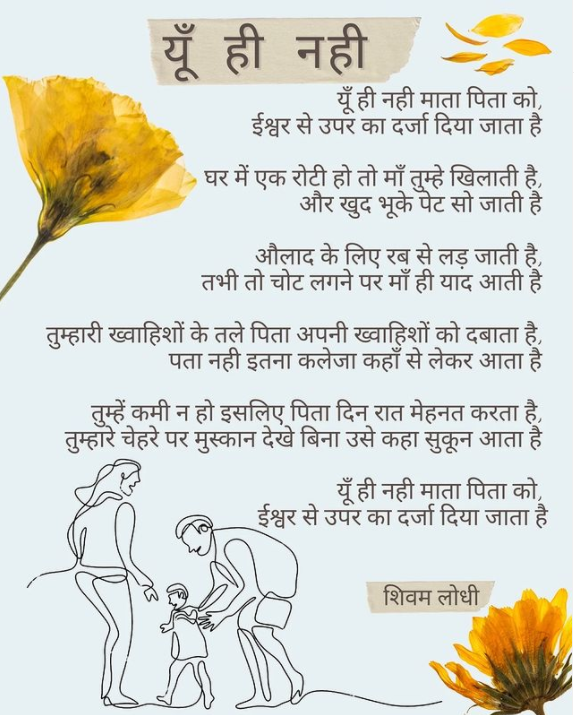 यूँ ही नही
यूँ ही नही माता पिता को,
ईश्वर से उपर का दर्जा दिया जाता है
घर में एक रोटी हो तो माँ तुम्हे खिलाती है,
और खुद भूके पेट सो जाती है
औलाद के लिए रब से लड़ जाती है,
तभी तो चोट लगने पर माँ ही याद आती है
तुम्हारी ख्वाहिशों के तले पिता अपनी ख्वाहिशों को दबाता है,
पता नही इतना कलेजा कहाँ से लेकर आता है
तुम्हें कमी न हो इसलिए पिता दिन रात मेहनत करता है,
तुम्हारे चेहरे पर मुस्कान देखे बिना उसे कहा सुकून आता है
यूँ ही नही माता पिता को,
ईश्वर से उपर का दर्जा दिया जाता है
शिवम लोधी